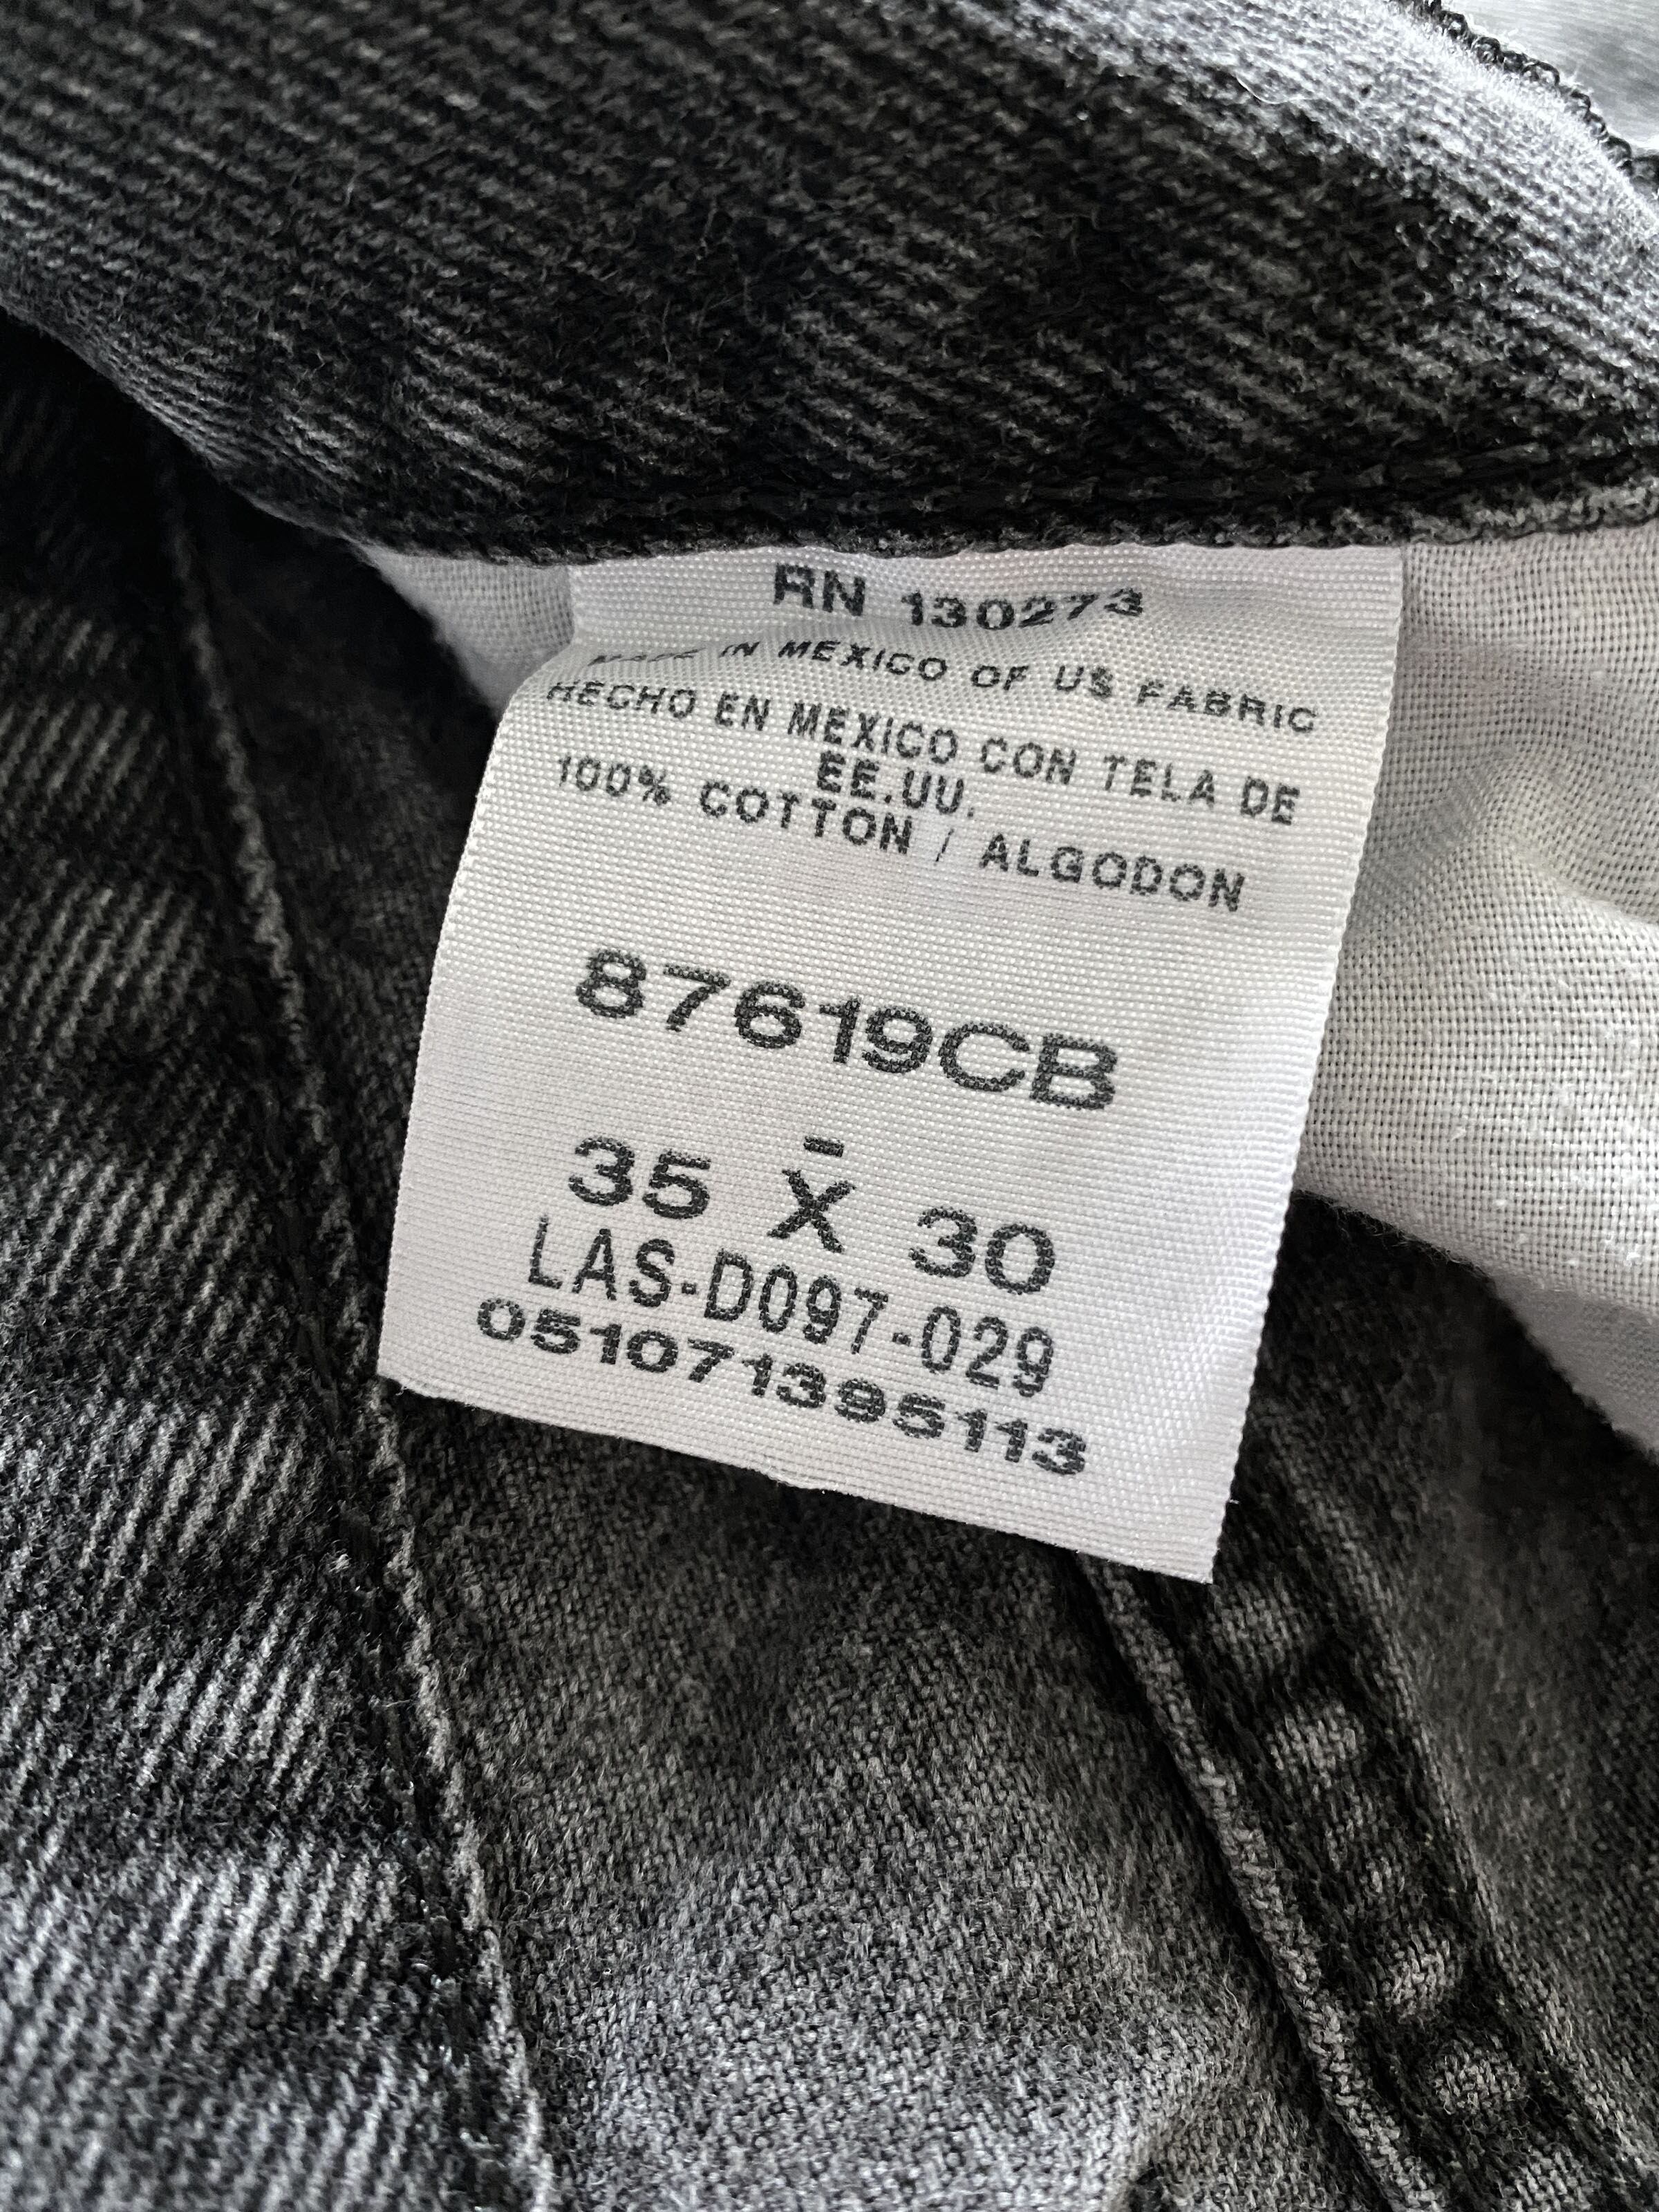 RN 130273
MADE IN MEXICO OF US FABRIC
HECHO EN MEXICO CON TELA DE
EE.UU.
100% COTTON / ALGODON
87619CB
-
35 X 30
LAS-D097-029
051071395113